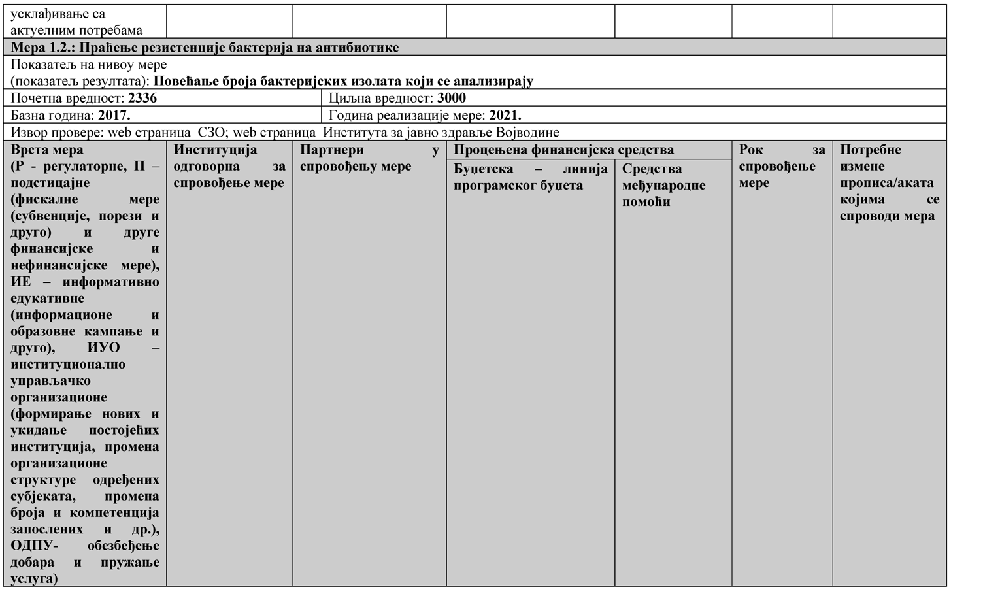 усклађивање са
актуелним потребама
Мера 1.2.: Праћење резистенције бактерија на антибиотике
Показатељ на нивоу мере
(показатељ резултата): Повећање броја бактеријских изолата који се анализирају
Почетна вредност: 2336
Циљна вредност: 3000
Базна година: 2017.
Година реализације мере: 2021.
Извор провере: web страница СЗО; web страница Института за јавно здравље Војводине
Врста мера
(Р - регулаторне, П –
подстицајне
(фискалне мере
(субвенције, порези и
друго) и друге
финансијске и
нефинансијске мере),
ИЕ – информативно
едукативне
(информационе и
образовне кампање и
друго), ИУО –
институционално
управљачко
организационе
(формирање нових и
укидање постојећих
институција, промена
организационе
структуре одређених
субјеката, промена
броја и компетенција
запослених и др.),
ОДПУ- обезбеђење
добара и пружање
услуга)
Институција
одговорна за
спровођење мере
Партнери у
спровођењу мере
Процењена финансијска средства
Буџетска – линија
програмског буџета
Средства
међународне
помоћи
Рок за
спровођење
мере
Потребне
измене
прописа/аката
којима се
спроводи мера